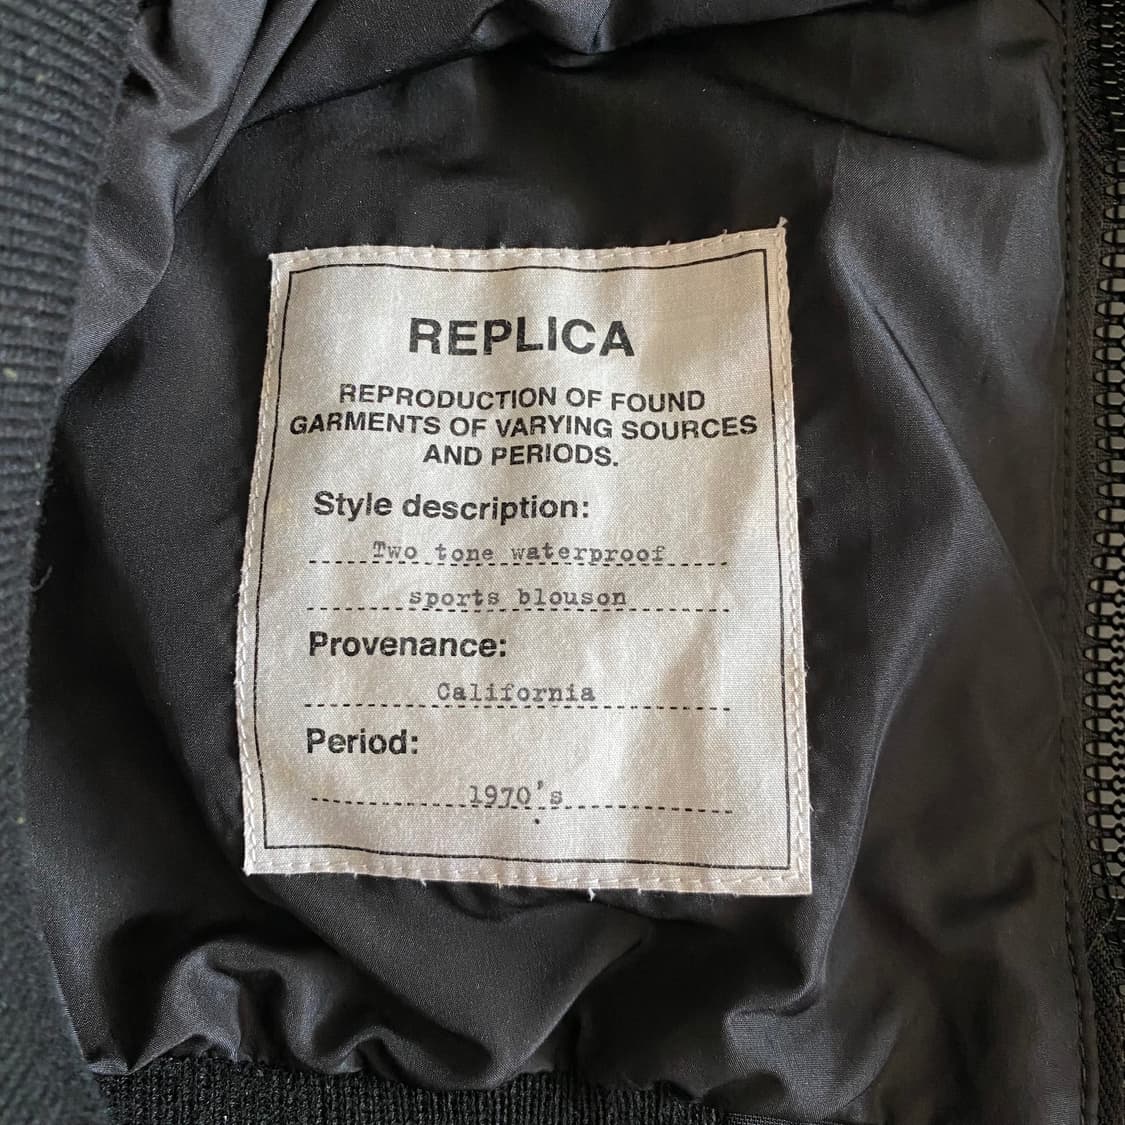 REPLICA
REPRODUCTION OF FOUND
GARMENTS OF VARYING SOURCES
AND PERIODS.
Style description:
Two tone waterproof
sports blouson
Provenance:
California
Period:
1970's